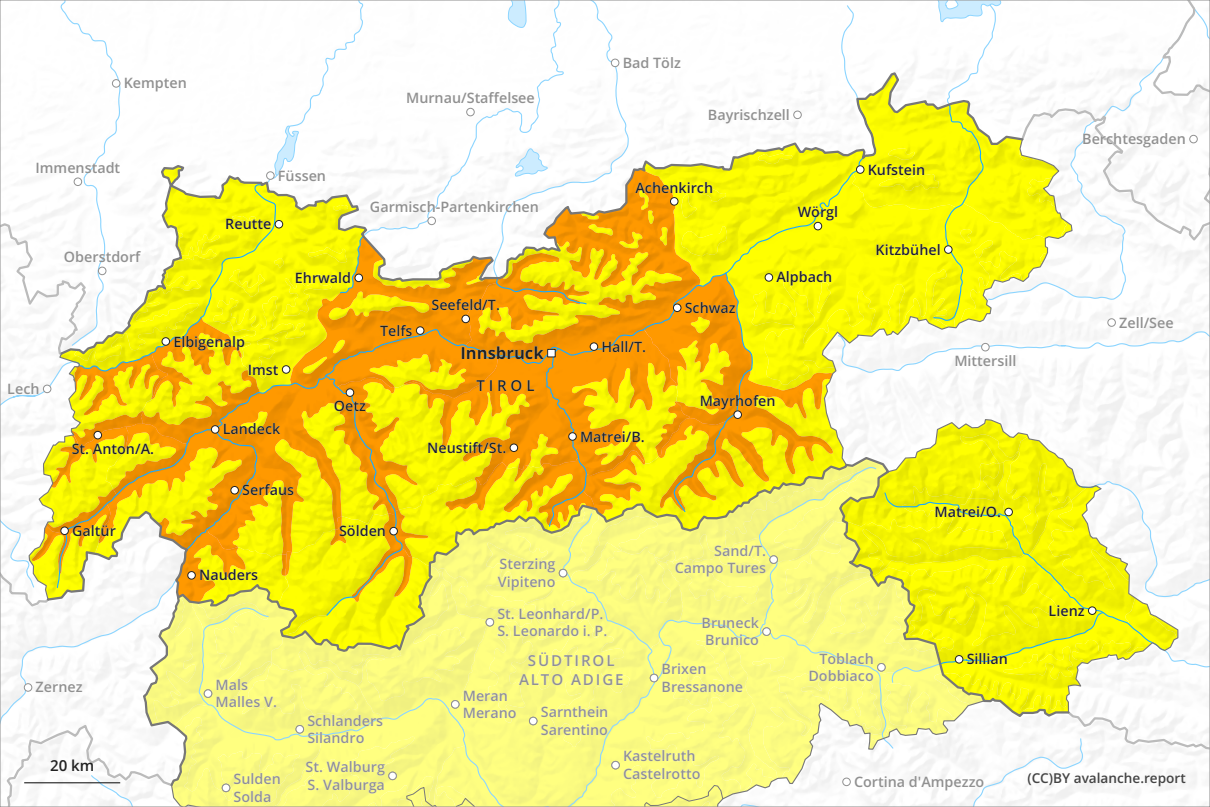 Kempten
Bad Tölz
Murnau/Staffelsee
Bayrischzell
Berchtesgaden
Immenstadt
Füssen
Kufstein
Achenkirch
Garmisch-Partenkirchen
Wörgl
Reutte
Oberstdorf
Kitzbühel
Ehrwald
Alpbach
Seefeld/T.
Schwaz
Telfs
Zell/See
Elbigenalp
Innsbruck
Hall/T.
Mittersill
Imst
TIROL
Lech
Oetz
Mayrhofen
Landeck
Matrei/B.
St. Anton/A.
Neustift/St.
Serfaus
Matrei/O.
Galtür
Sölden
Sand/T.
Campo Tures
Sterzing
Vipiteno
Nauders
Lienz
St. Leonhard/P.
S. Leonardo i. P.
Bruneck
Brunico
SÜDTIROL
ALTO ADIGE
Toblach
Dobbiaco
Sillian
Zernez
Mals
Malles V.
Brixen
Bressanone
Meran
Merano
Sarnthein
Sarentino
Schlanders
Silandro
20 km
St. Walburg
S. Valburga
Kastelruth
Castelrotto
Sulden
Solda
Cortina d'Ampezzo
(CC)BY avalanche.report